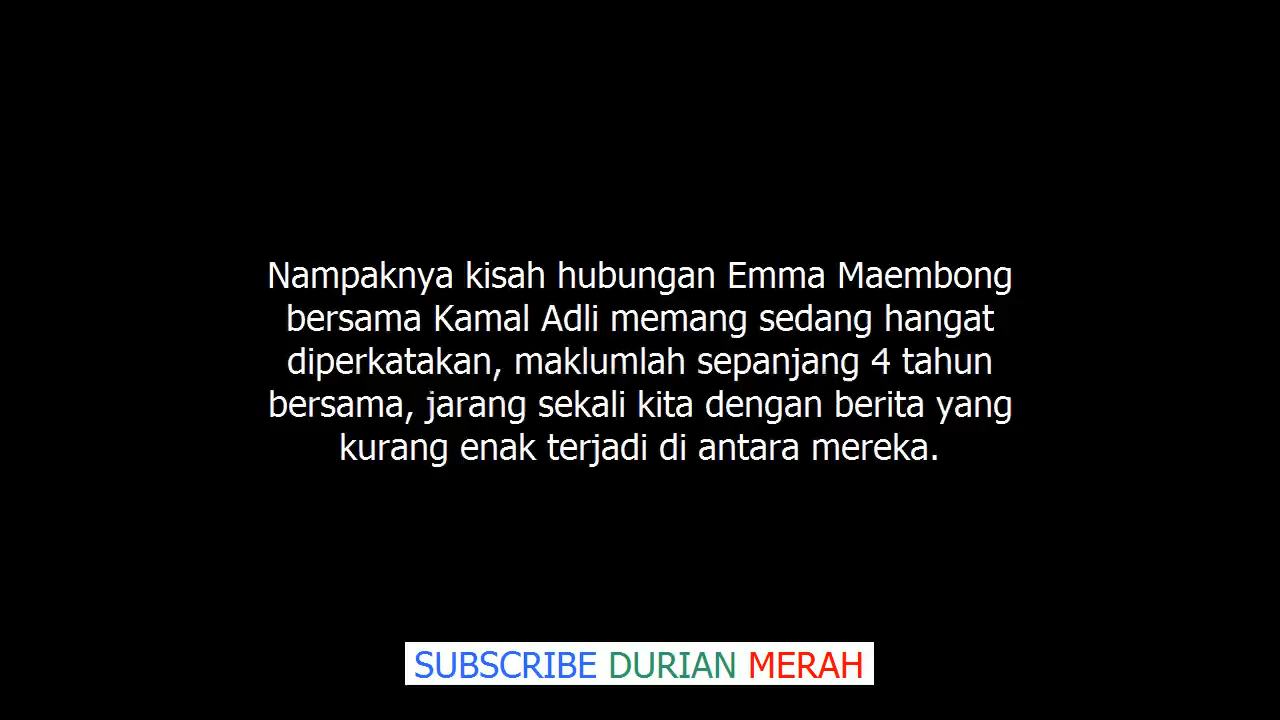 Nampaknya kisah hubungan Emma Maembong
bersama Kamal Adli memang sedang hangat
diperkatakan, maklumlah sepanjang 4 tahun
bersama, jarang sekali kita dengan berita yang
kurang enak terjadi di antara mereka.
SUBSCRIBE DURIAN MERAH